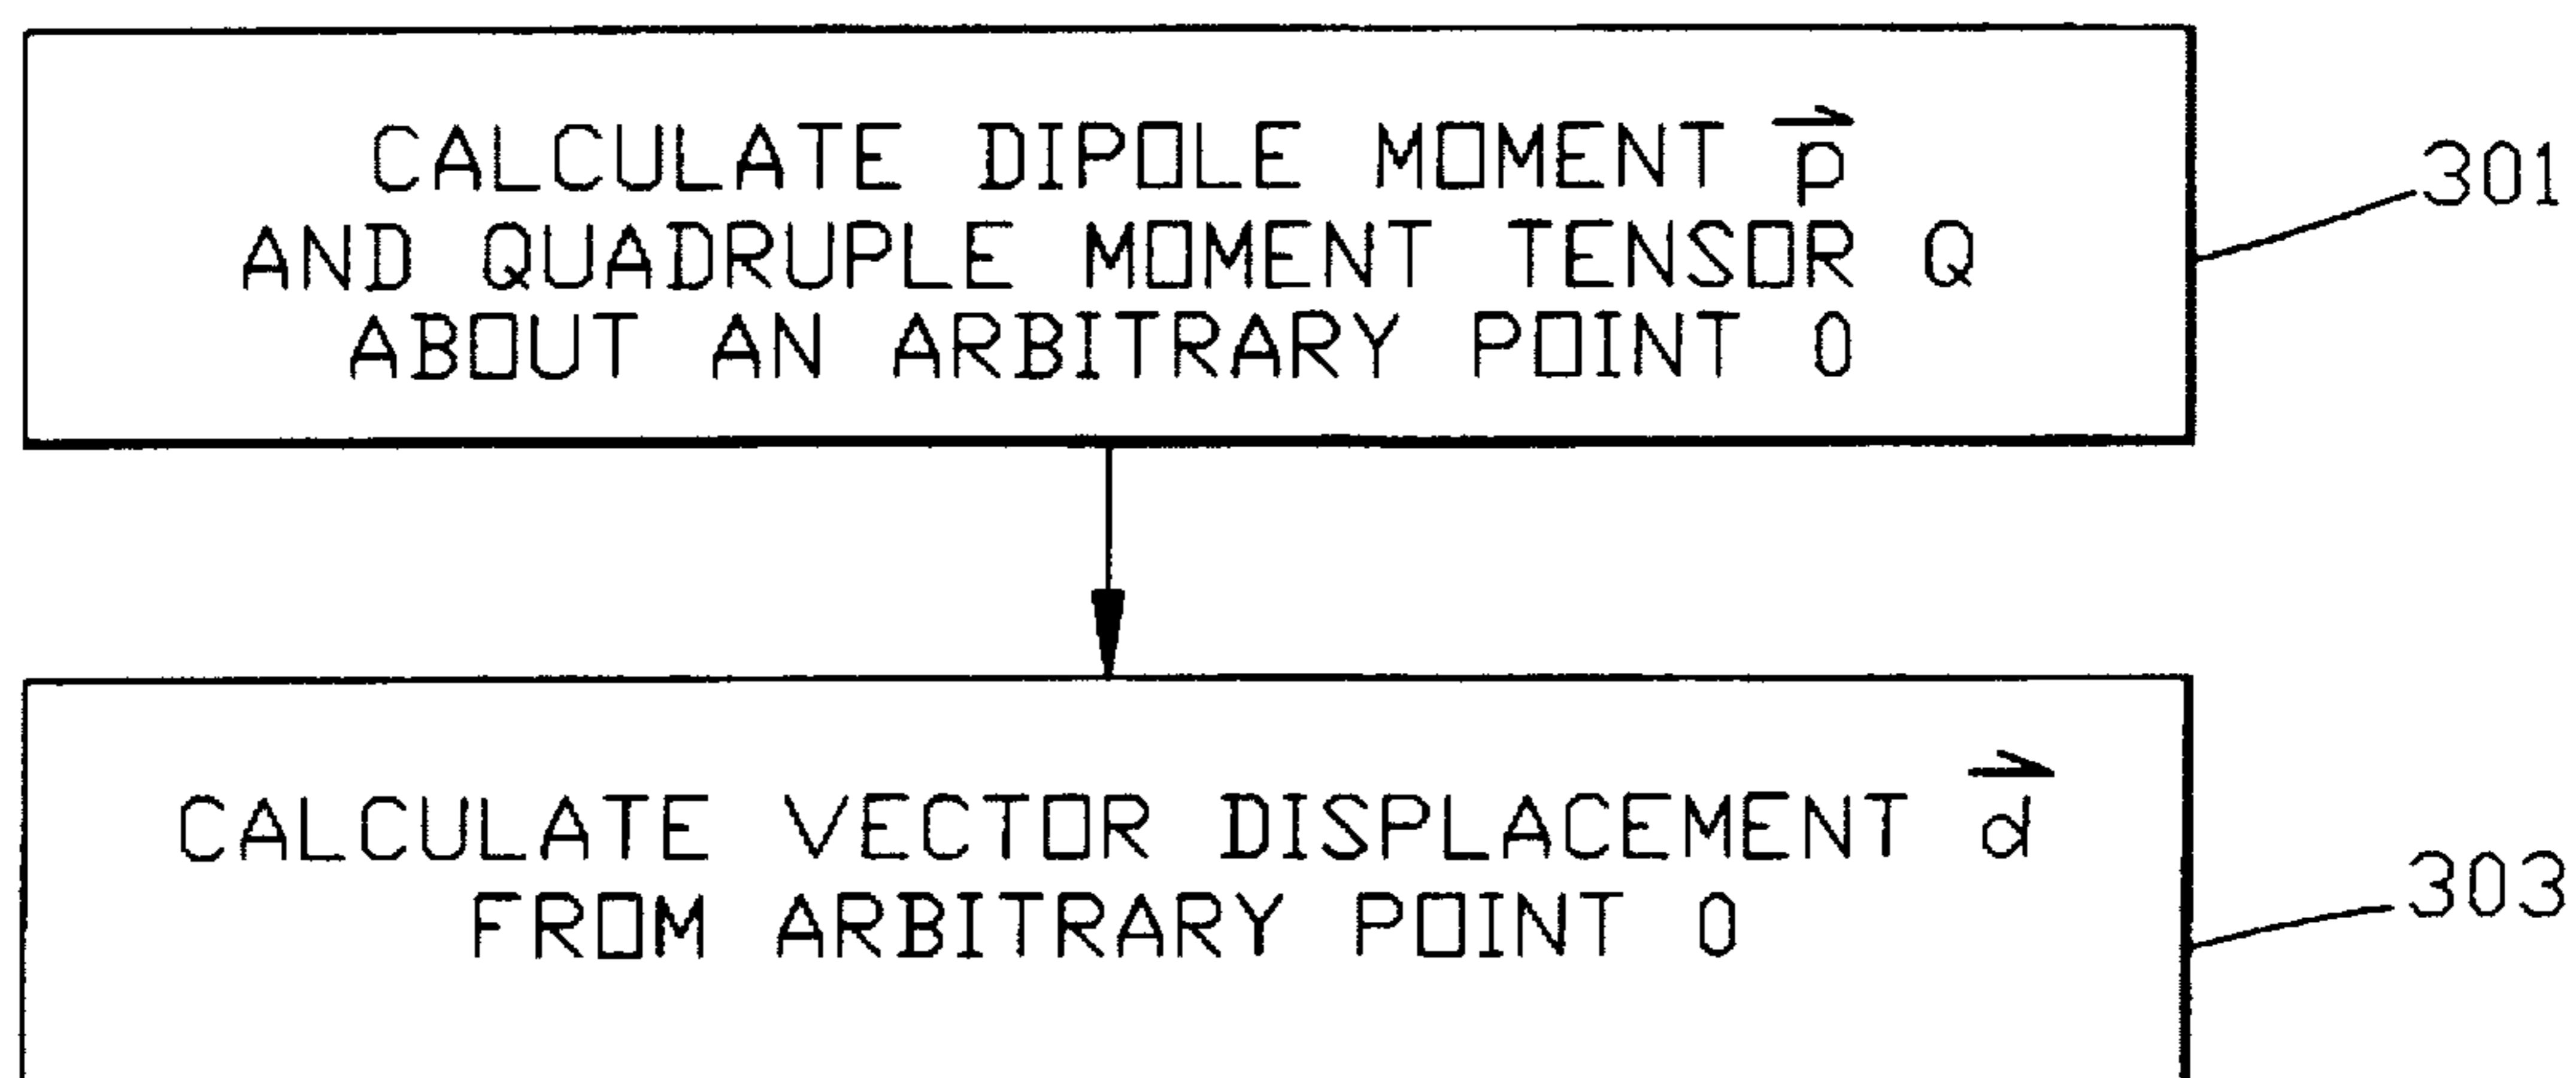 CALCULATE DIPOLE MOMENT p⃗
AND QUADRUPLE MOMENT TENSOR Q
ABOUT AN ARBITRARY POINT 0
301
CALCULATE VECTOR DISPLACEMENT d⃗
FROM ARBITRARY POINT 0
303